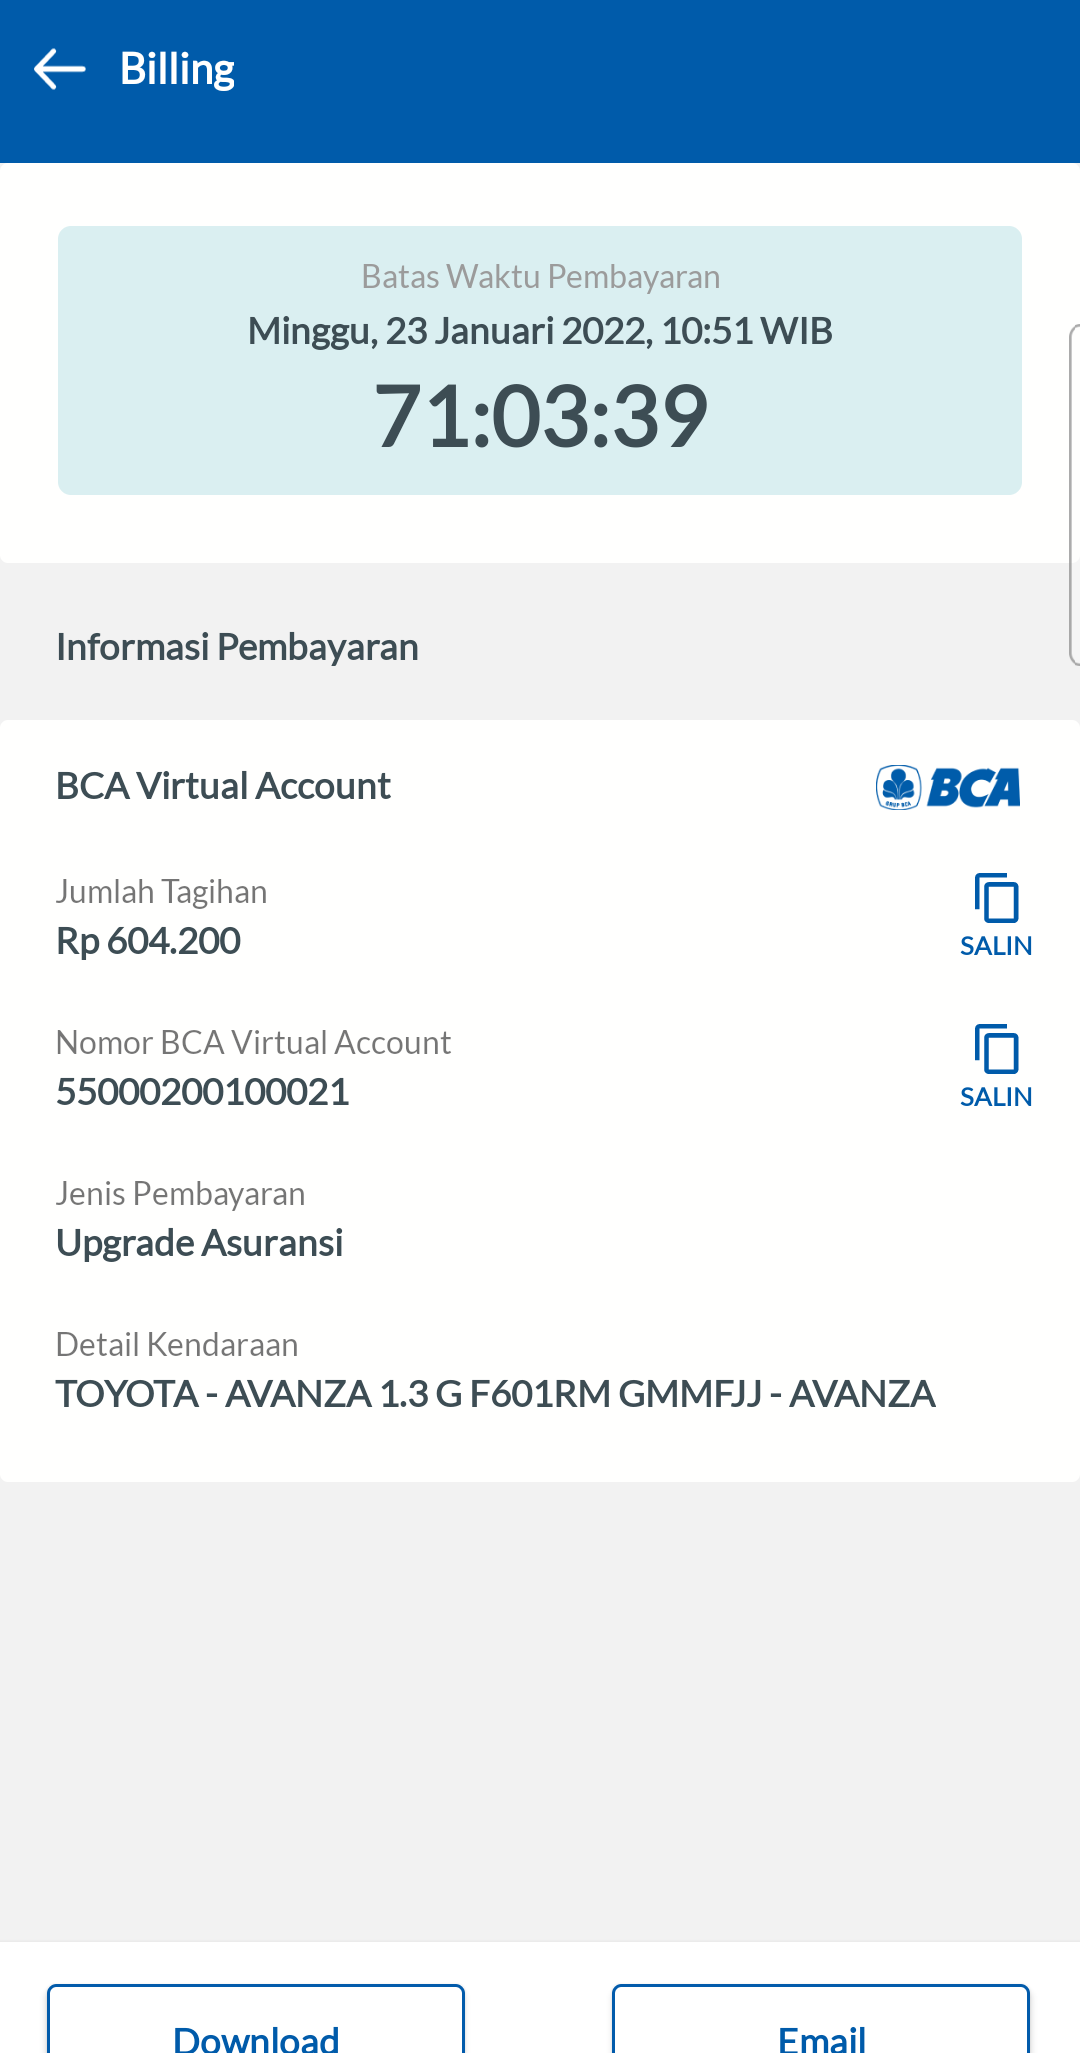 Billing
Batas Waktu Pembayaran
Minggu, 23 Januari 2022, 10:51 WIB
71:03:39
Informasi Pembayaran
BCA Virtual Account
GRUP BCA
BCA
Jumlah Tagihan
Rp 604.200
SALIN
Nomor BCA Virtual Account
55000200100021
SALIN
Jenis Pembayaran
Upgrade Asuransi
Detail Kendaraan
TOYOTA - AVANZA 1.3 G F601RM GMMFJJ - AVANZA
Download
Email